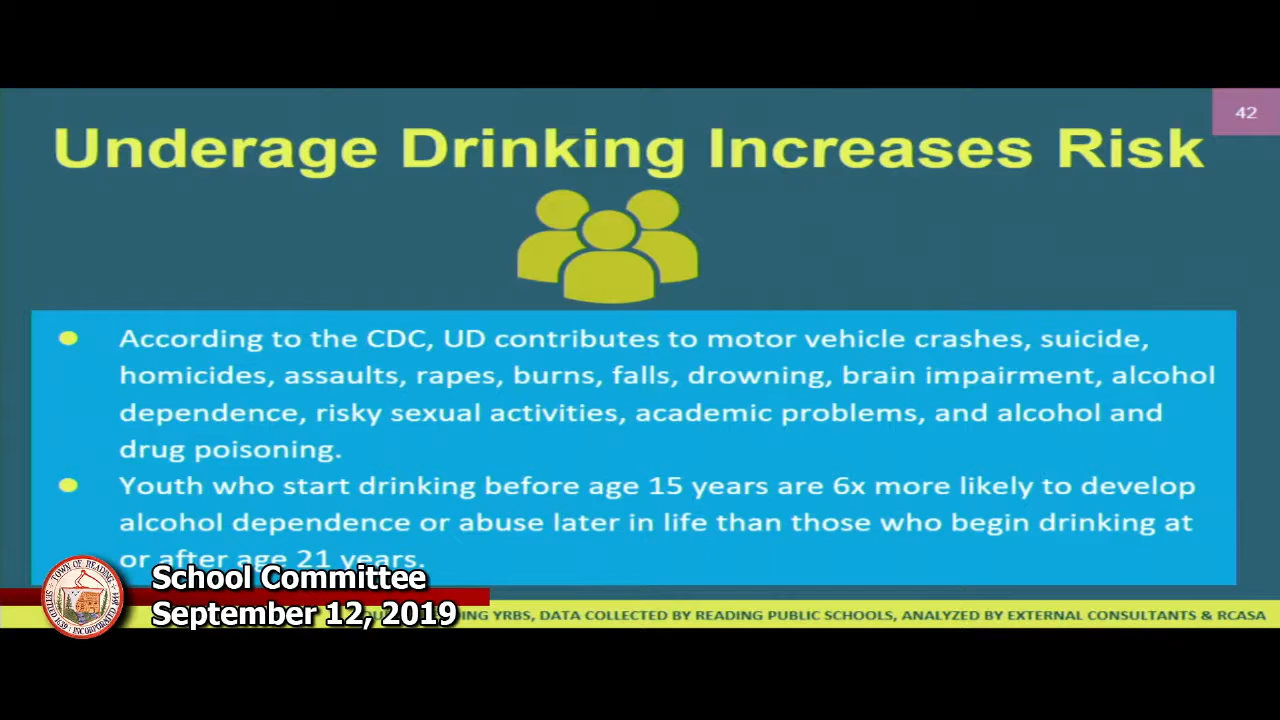 42
Underage Drinking Increases Risk
According to the CDC, UD contributes to motor vehicle crashes, suicide,
homicides, assaults, rapes, burns, falls, drowning, brain impairment, alcohol
dependence, risky sexual activities, academic problems, and alcohol and
drug poisoning.
Youth who start drinking before age 15 years are 6x more likely to develop
alcohol dependence or abuse later in life than those who begin drinking at
or after age 21 years.
TOWN OF READING
School Committee
September 12, 2019
YRBS, DATA COLLECTED BY READING PUBLIC SCHOOLS, ANALYZED BY EXTERNAL CONSULTANTS & RCASA